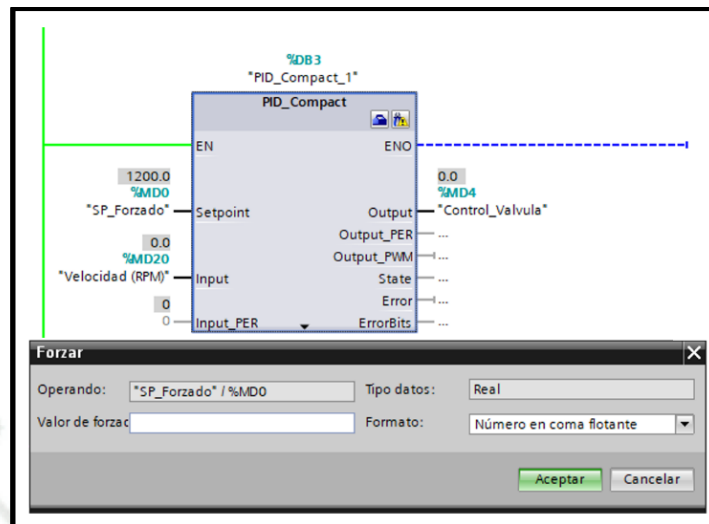 %DB3
"PID_Compact_1"
PID_Compact
EN ENO
1200.0 0.0
%MD0 %MD4
"SP_Forzado" Setpoint Output "Control_Valvula"
Output_PER ...
0.0
%MD20 Output_PWM ...
"Velocidad (RPM)" Input State ...
0 Error ...
0 Input_PER ErrorBits ...
Forzar
Operando: "SP_Forzado" / %MD0 Tipo datos: Real
Valor de forzac Formato: Número en coma flotante
Aceptar Cancelar